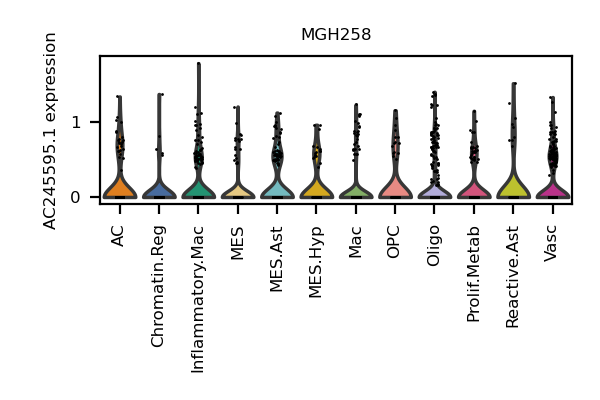 MGH258
AC245595.1 expression
1
0
AC
Chromatin.Reg
Inflammatory.Mac
MES
MES.Ast
MES.Hyp
Mac
OPC
Oligo
Prolif.Metab
Reactive.Ast
Vasc